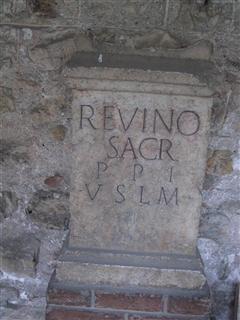 REVINO
SACR
P P I
V S L M